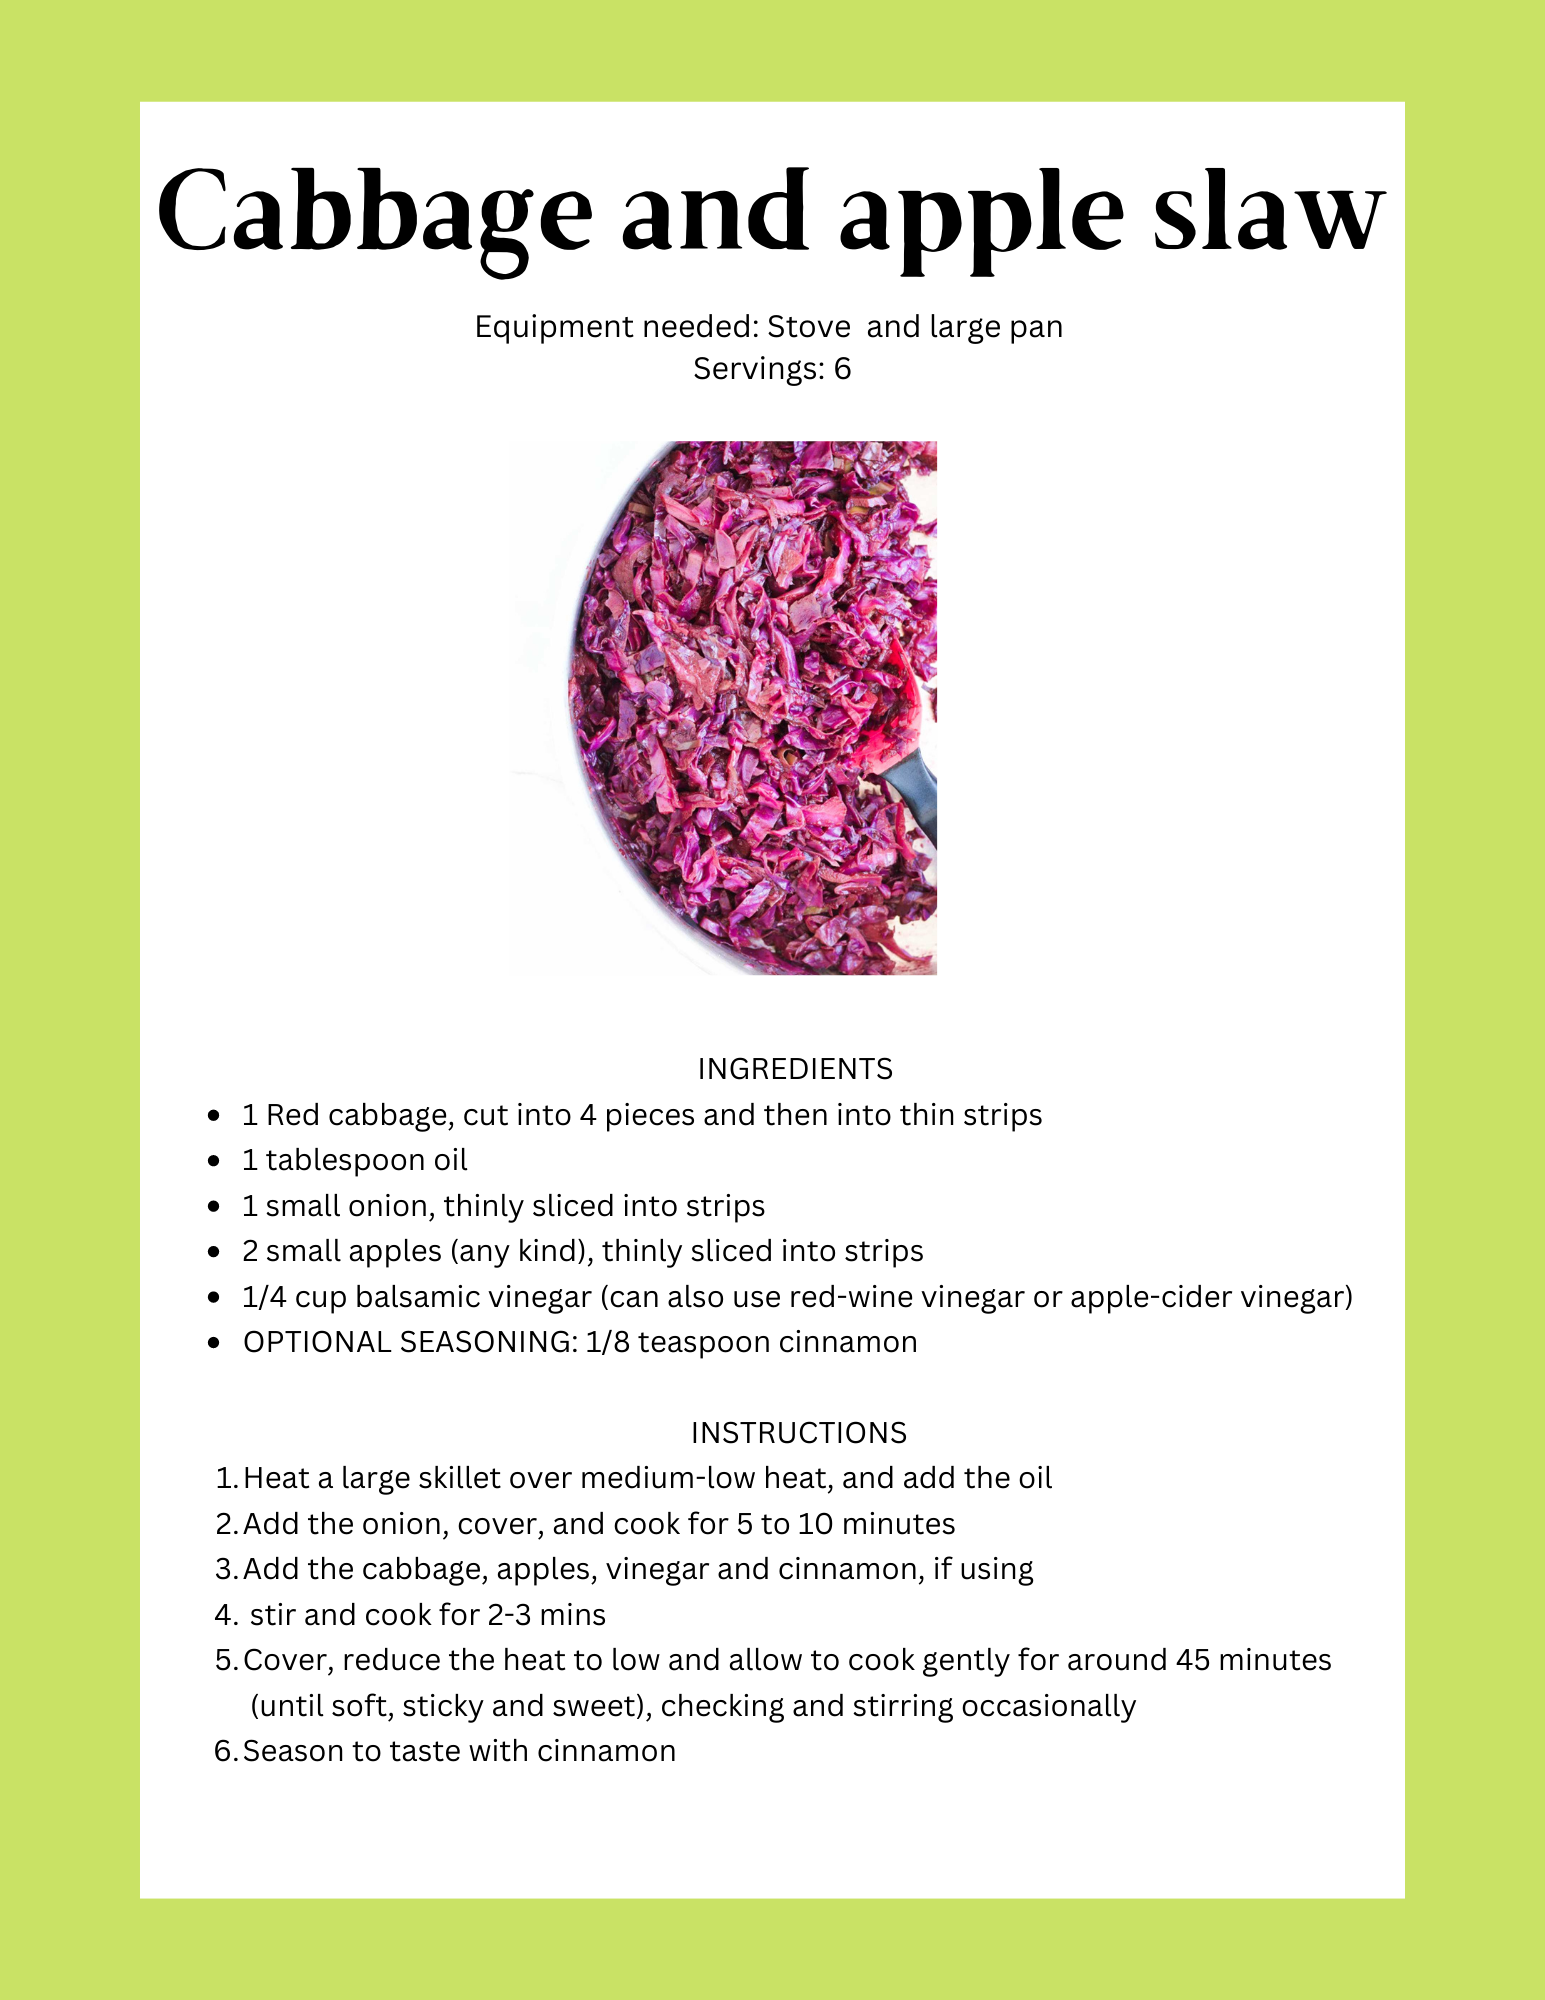 Cabbage and apple slaw
Equipment needed: Stove  and large pan
Servings: 6
INGREDIENTS
• 1 Red cabbage, cut into 4 pieces and then into thin strips
• 1 tablespoon oil
• 1 small onion, thinly sliced into strips
• 2 small apples (any kind), thinly sliced into strips
• 1/4 cup balsamic vinegar (can also use red-wine vinegar or apple-cider vinegar)
• OPTIONAL SEASONING: 1/8 teaspoon cinnamon
INSTRUCTIONS
1. Heat a large skillet over medium-low heat, and add the oil
2. Add the onion, cover, and cook for 5 to 10 minutes
3. Add the cabbage, apples, vinegar and cinnamon, if using
4. stir and cook for 2-3 mins
5. Cover, reduce the heat to low and allow to cook gently for around 45 minutes
(until soft, sticky and sweet), checking and stirring occasionally
6. Season to taste with cinnamon